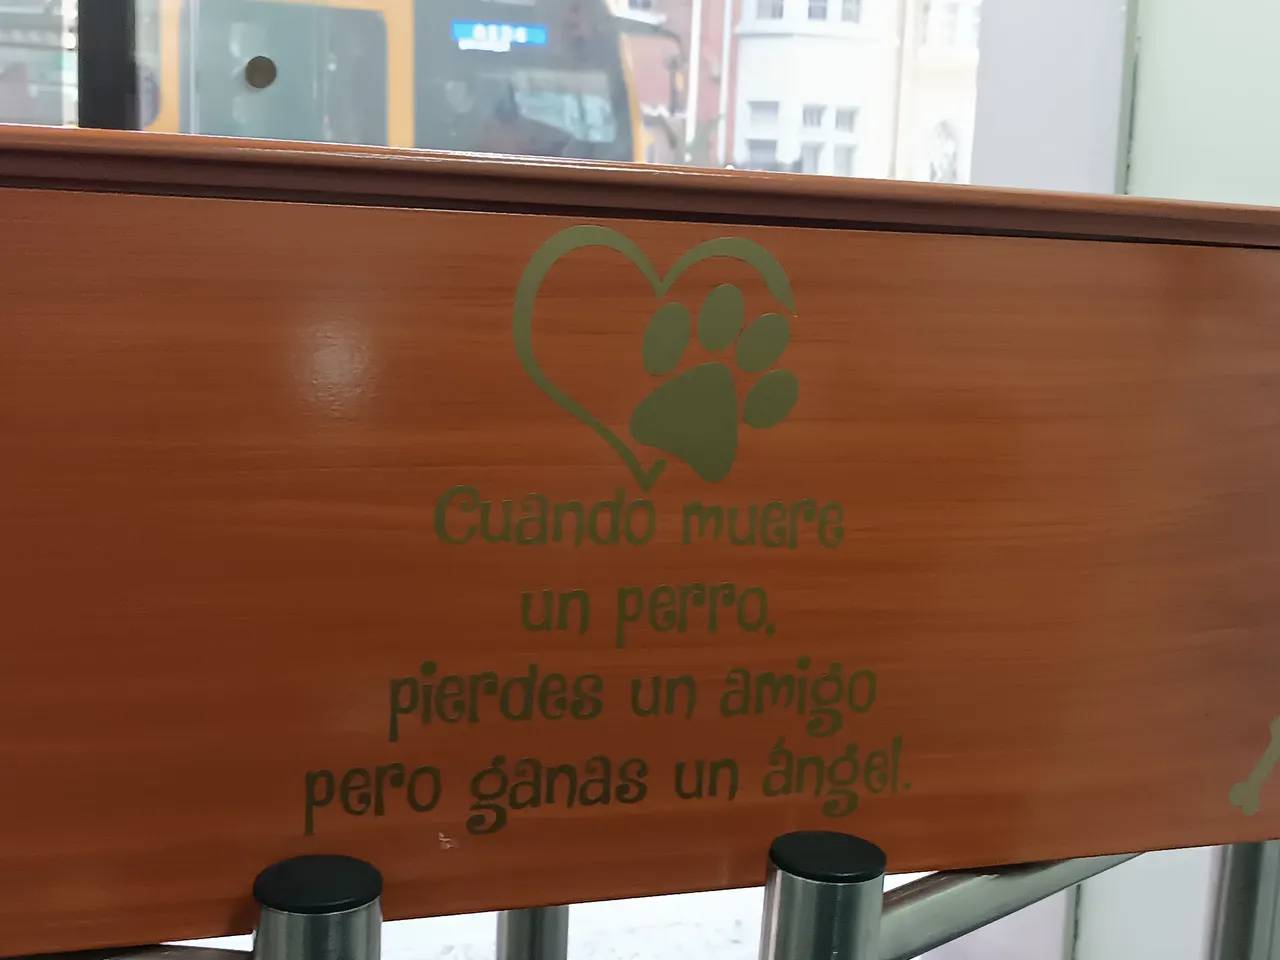 Cuando muere
un perro,
pierdes un amigo
pero ganas un ángel.